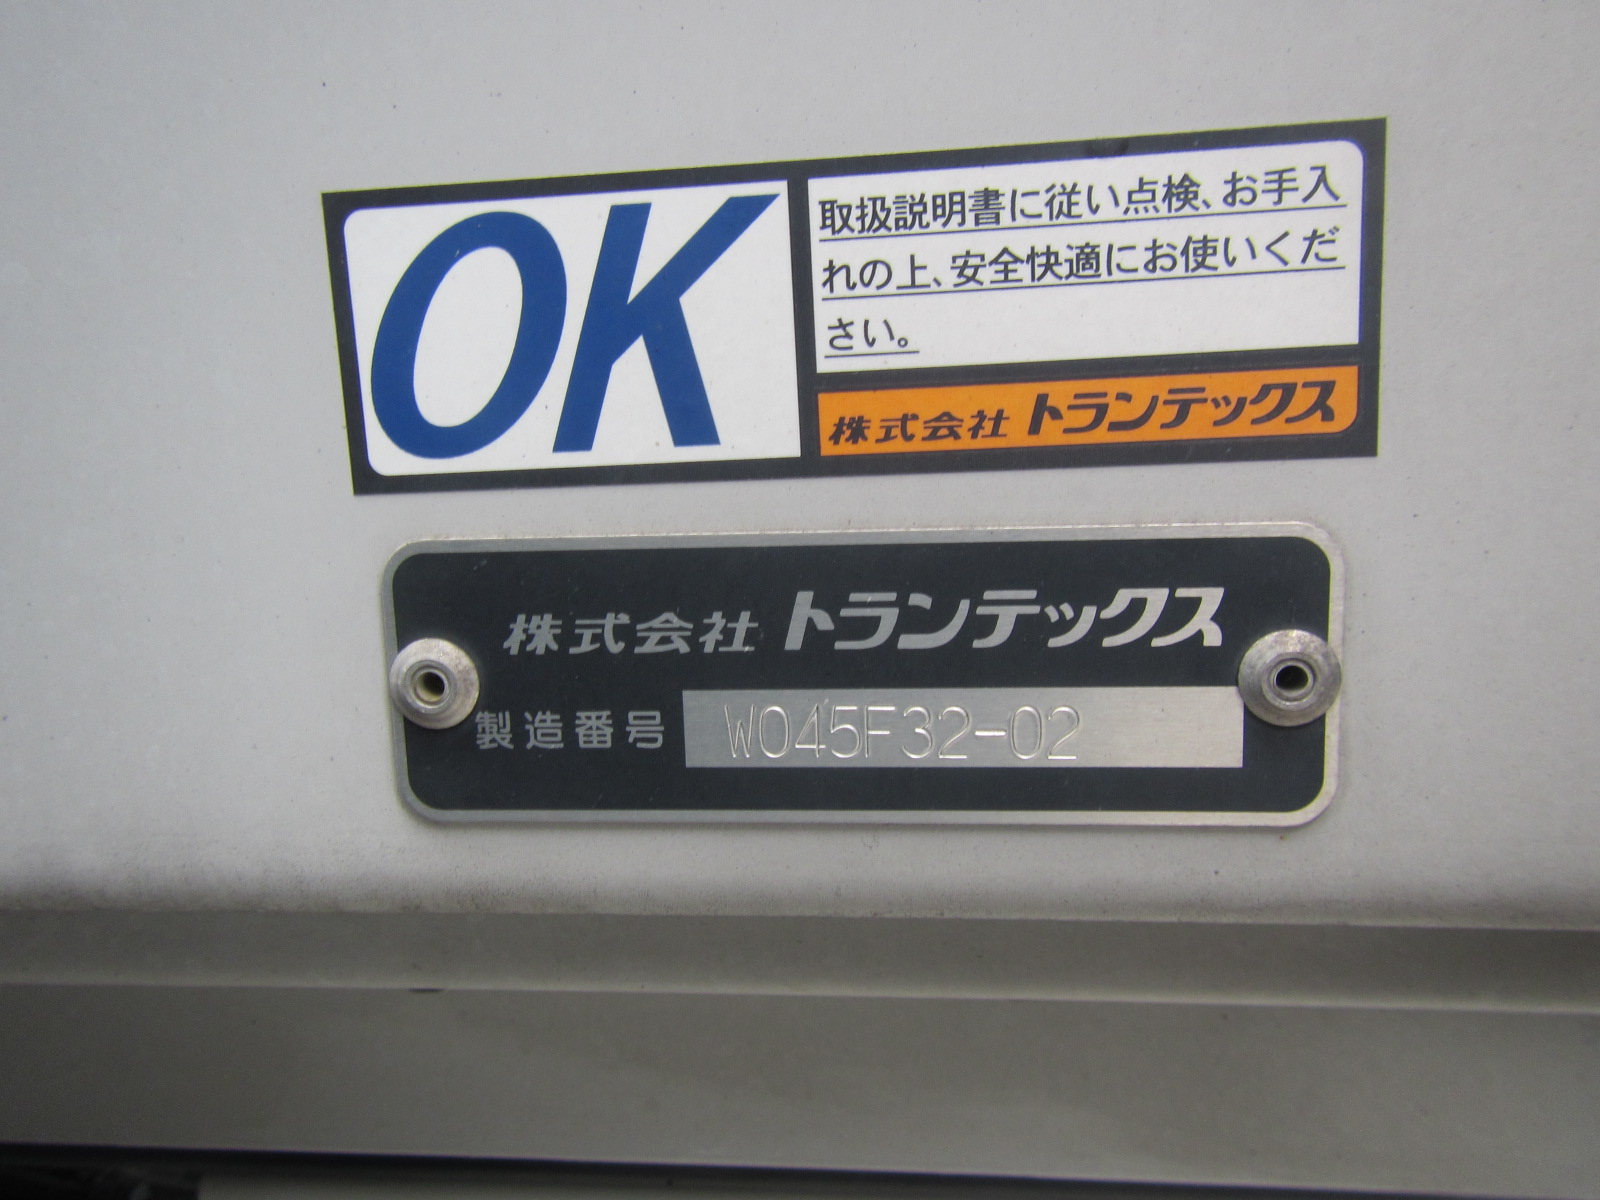 OK
取扱説明書に従い点検、お手入
れの上、安全快適にお使いくだ
さい。
株式会社トランテックス
株式会社トランテックス
製造番号 W045F32-02